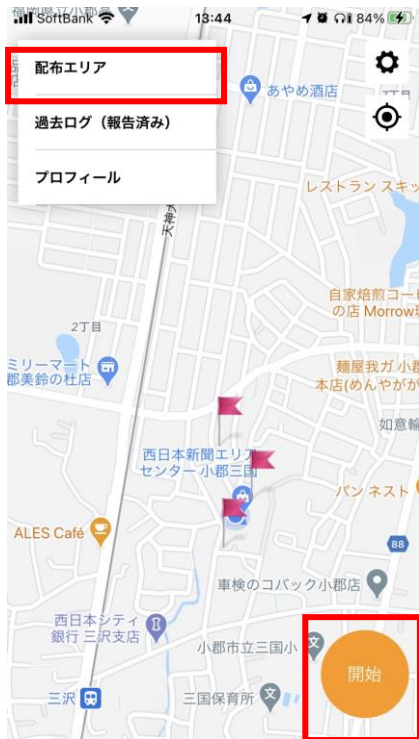 SoftBank
13:44
84%
配布エリア
過去ログ（報告済み）
プロフィール
あやめ酒店
レストラン スキッ
天神大
自家焙煎コー
の店 Morrow
2丁目
ミリーマート
郡美鈴の杜店
麺屋我ガ 小郡
本店(めんやがが
如意輪
西日本新聞エリア
センター 小郡三国
パン ネスト
ALES Café
88
車検のコバック小郡店
西日本シティ
銀行 三沢支店
小郡市立三国小
開始
三沢
三国保育所